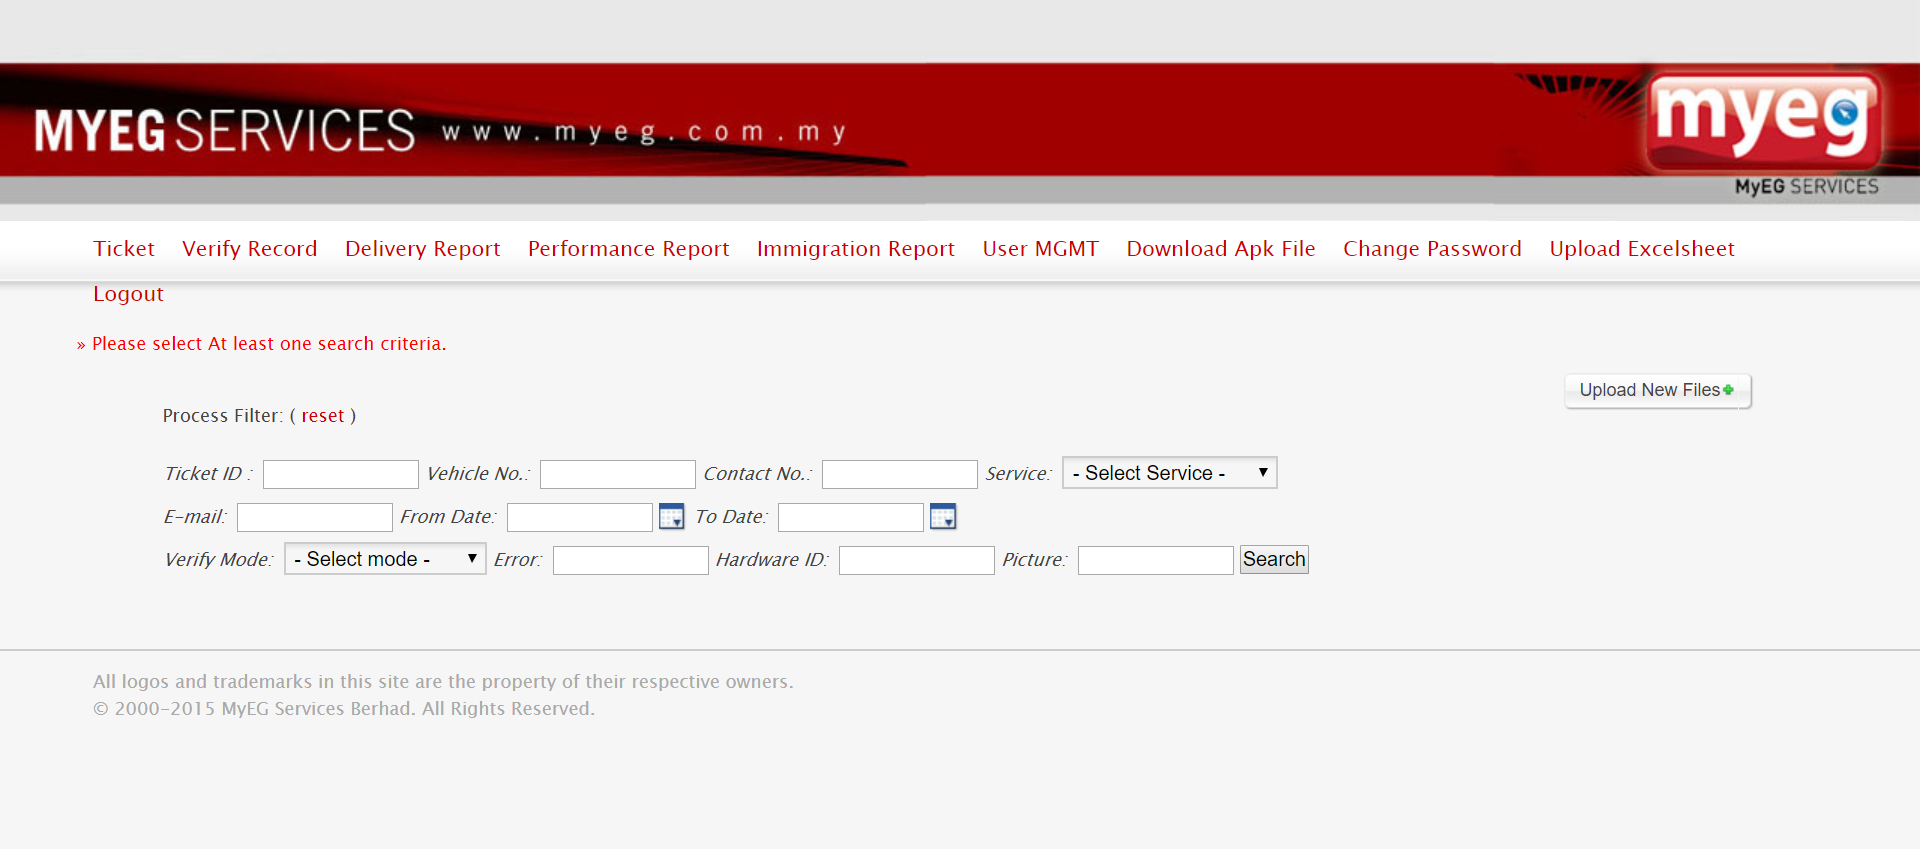 MYEG SERVICES www.myeg.com.my
myeg
MyEG SERVICES
Ticket Verify Record Delivery Report Performance Report Immigration Report User MGMT Download Apk File Change Password Upload Excelsheet
Logout
» Please select At least one search criteria.
Upload New Files
Process Filter: ( reset )
Ticket ID : Vehicle No.: Contact No.: Service: - Select Service -
E-mail: From Date: To Date:
Verify Mode: - Select mode - Error: Hardware ID: Picture: Search
All logos and trademarks in this site are the property of their respective owners.
© 2000-2015 MyEG Services Berhad. All Rights Reserved.